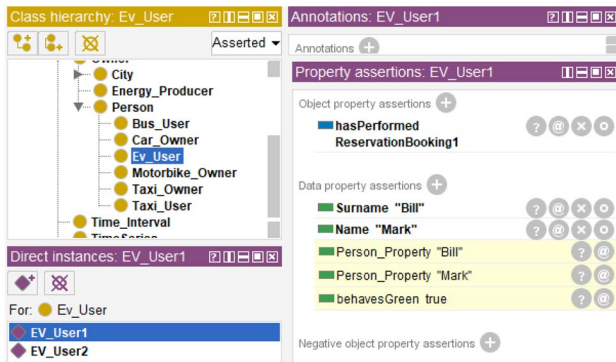 Class hierarchy: Ev_User
Asserted
City
Energy_Producer
Person
Bus_User
Car_Owner
Ev_User
Motorbike_Owner
Taxi_Owner
Taxi_User
Time_Interval
Direct instances: EV_User1
For: Ev_User
EV_User1
EV_User2
Annotations: EV_User1
Annotations
Property assertions: EV_User1
Object property assertions
hasPerformed
ReservationBooking1
Data property assertions
Surname "Bill"
Name "Mark"
Person_Property "Bill"
Person_Property "Mark"
behavesGreen true
Negative object property assertions